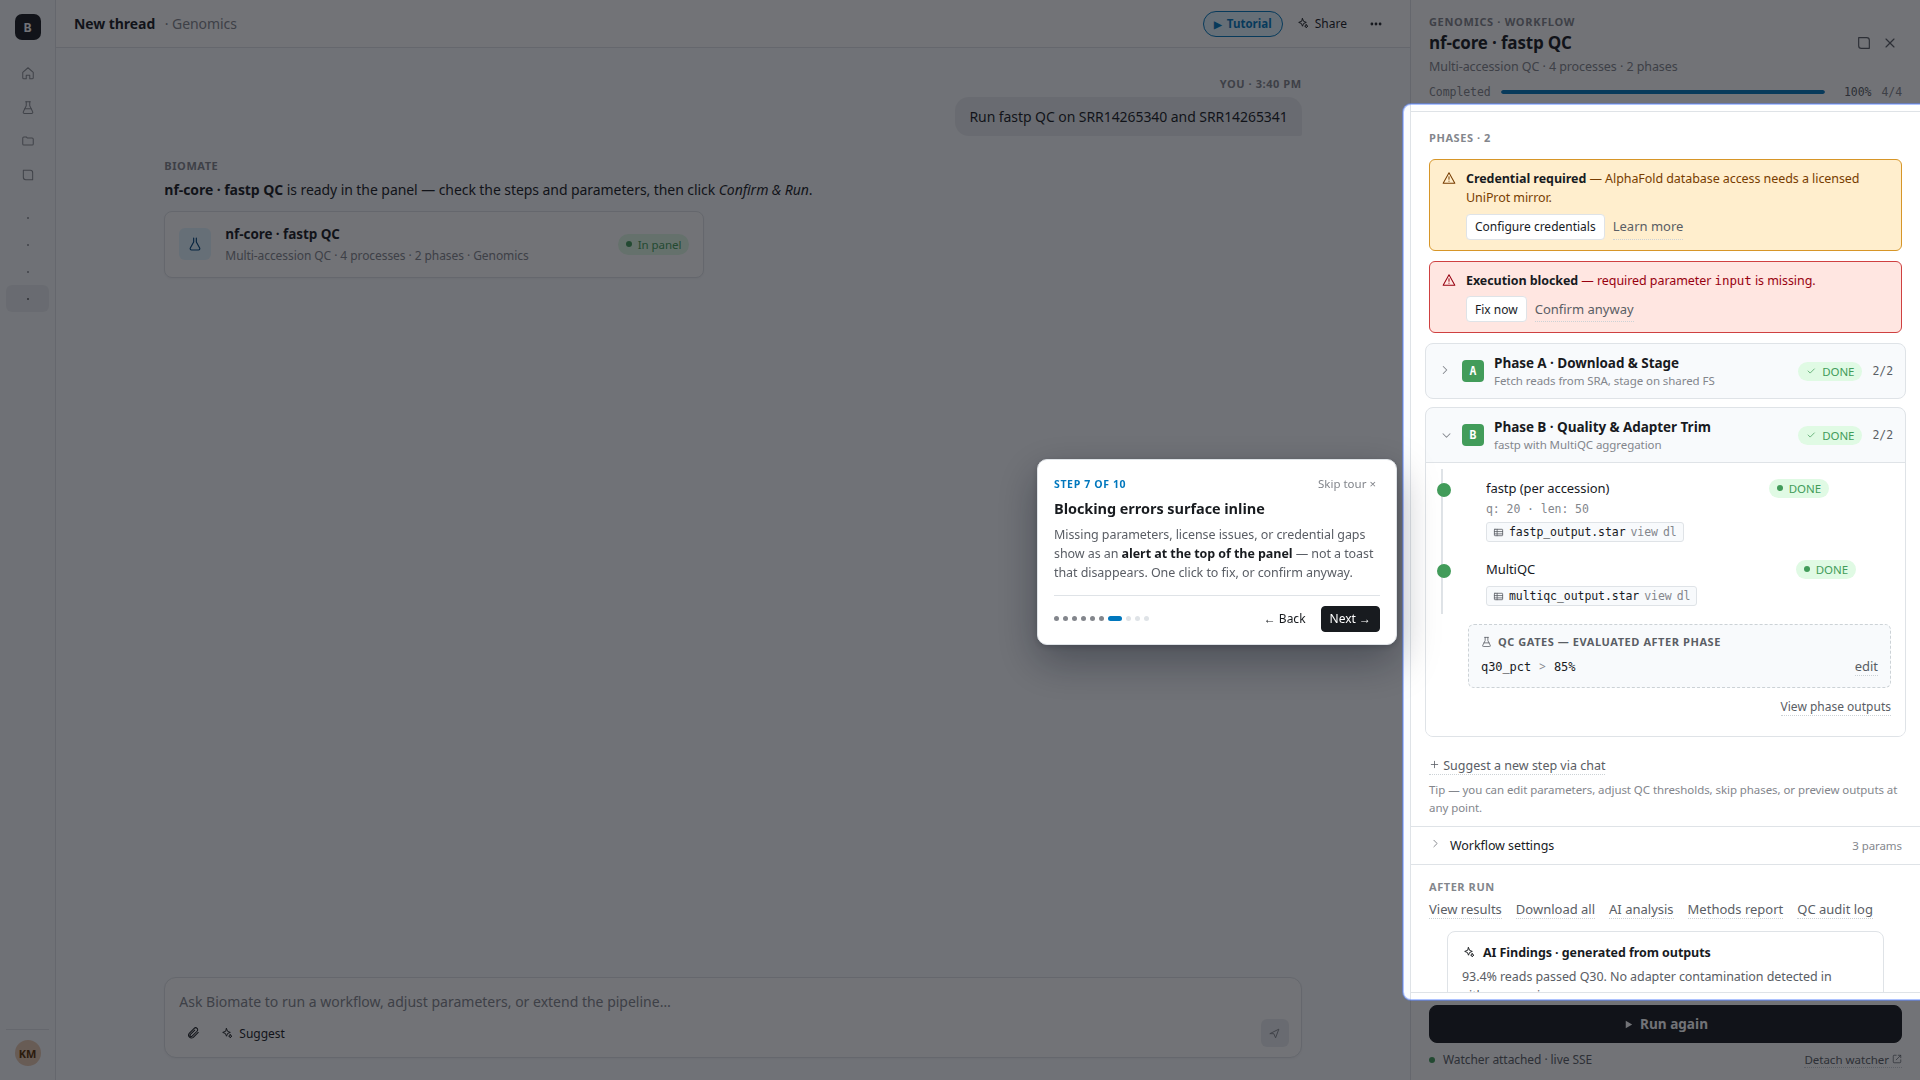 B
New thread · Genomics
▶ Tutorial
Share
YOU · 3:40 PM
Run fastp QC on SRR14265340 and SRR14265341
BIOMATE
nf-core · fastp QC is ready in the panel — check the steps and parameters, then click Confirm & Run.
nf-core · fastp QC
Multi-accession QC · 4 processes · 2 phases · Genomics
In panel
STEP 7 OF 10
Skip tour ×
Blocking errors surface inline
Missing parameters, license issues, or credential gaps
show as an alert at the top of the panel — not a toast
that disappears. One click to fix, or confirm anyway.
← Back
Next →
Ask Biomate to run a workflow, adjust parameters, or extend the pipeline...
Suggest
KM
GENOMICS · WORKFLOW
nf-core · fastp QC
Multi-accession QC · 4 processes · 2 phases
Completed 100% 4/4
PHASES · 2
Credential required — AlphaFold database access needs a licensed
UniProt mirror.
Configure credentials Learn more
Execution blocked — required parameter input is missing.
Fix now Confirm anyway
A Phase A · Download & Stage
Fetch reads from SRA, stage on shared FS
DONE 2/2
B Phase B · Quality & Adapter Trim
fastp with MultiQC aggregation
DONE 2/2
fastp (per accession) DONE
q: 20 · len: 50
fastp_output.star view dl
MultiQC DONE
multiqc_output.star view dl
QC GATES — EVALUATED AFTER PHASE
q30_pct > 85% edit
View phase outputs
+ Suggest a new step via chat
Tip — you can edit parameters, adjust QC thresholds, skip phases, or preview outputs at
any point.
Workflow settings 3 params
AFTER RUN
View results Download all AI analysis Methods report QC audit log
AI Findings · generated from outputs
93.4% reads passed Q30. No adapter contamination detected in
Run again
Watcher attached · live SSE Detach watcher